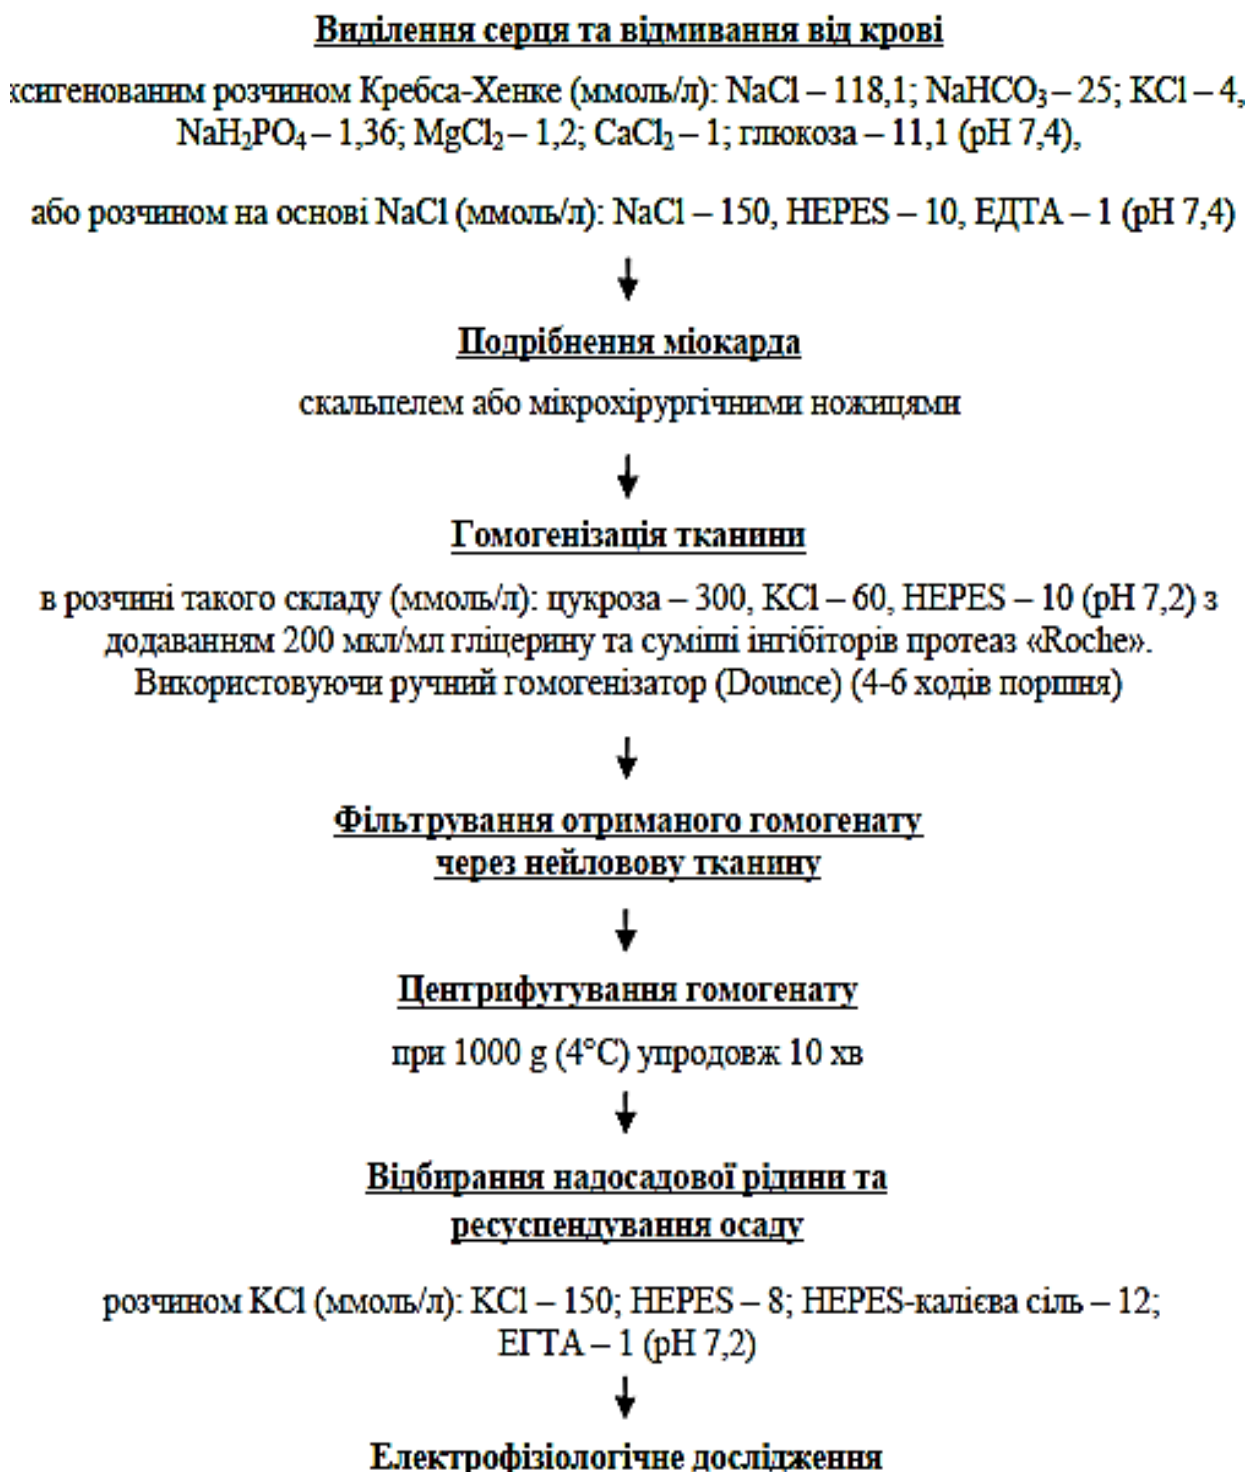 Виділення серця та відмивання від крові
ксигенованим розчином Кребса-Хенке (ммоль/л): NaCl – 118,1; NaHCO₃ – 25; KCl – 4,
NaH₂PO₄ – 1,36; MgCl₂ – 1,2; CaCl₂ – 1; глюкоза – 11,1 (pH 7,4),
або розчином на основі NaCl (ммоль/л): NaCl – 150, HEPES – 10, ЕДТА – 1 (pH 7,4)
Подрібнення міокарда
скальпелем або мікрохірургічними ножицями
Гомогенізація тканини
в розчині такого складу (ммоль/л): цукроза – 300, KCl – 60, HEPES – 10 (pH 7,2) з
додаванням 200 мкл/мл гліцерину та суміші інгібіторів протеаз «Roche».
Використовуючи ручний гомогенізатор (Dounce) (4-6 ходів поршня)
Фільтрування отриманого гомогенату
через нейловову тканину
Центрифугування гомогенату
при 1000 g (4°C) упродовж 10 хв
Відбирання надосадової рідини та
ресуспендування осаду
розчином KCl (ммоль/л): KCl – 150; HEPES – 8; HEPES-калієва сіль – 12;
ЕГТА – 1 (pH 7,2)
Електрофізіологічне дослідження